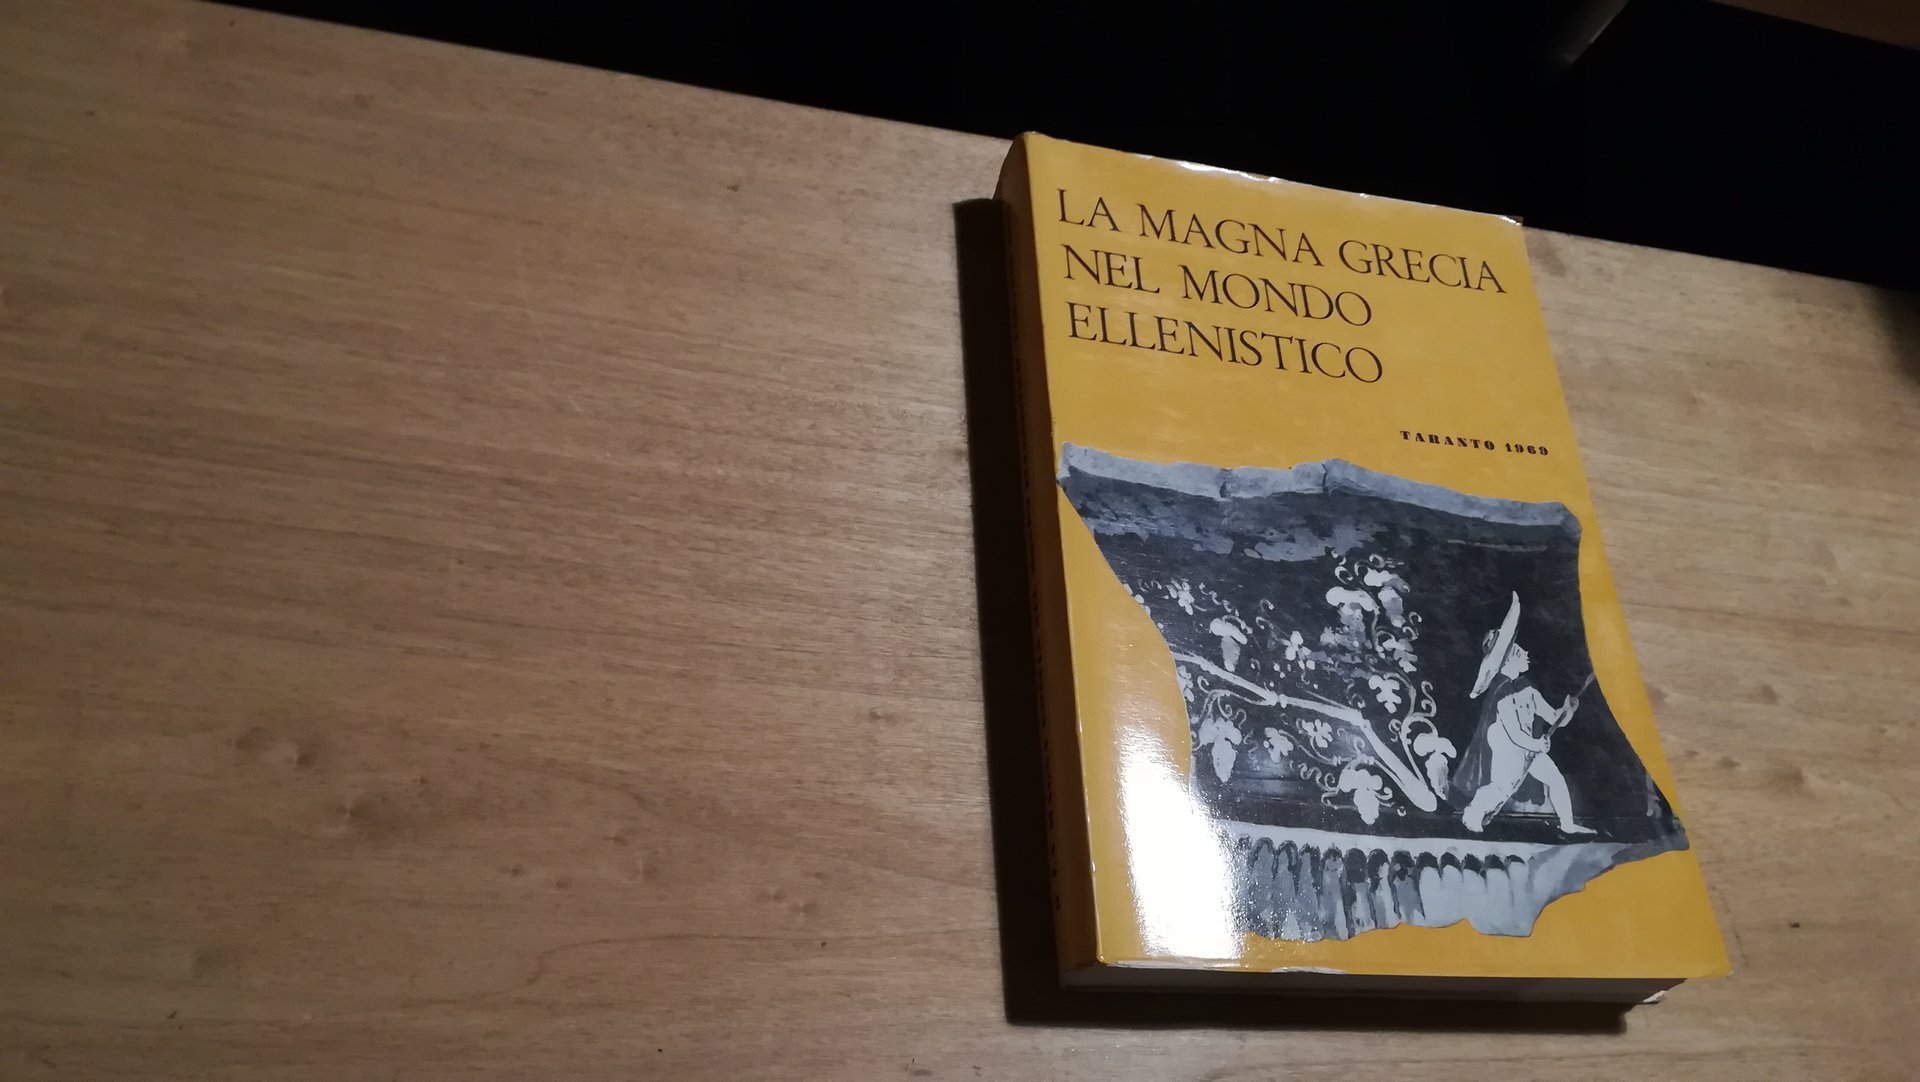 LA MAGNA GRECIA
NEL MONDO
ELLENISTICO
TARANTO 1969